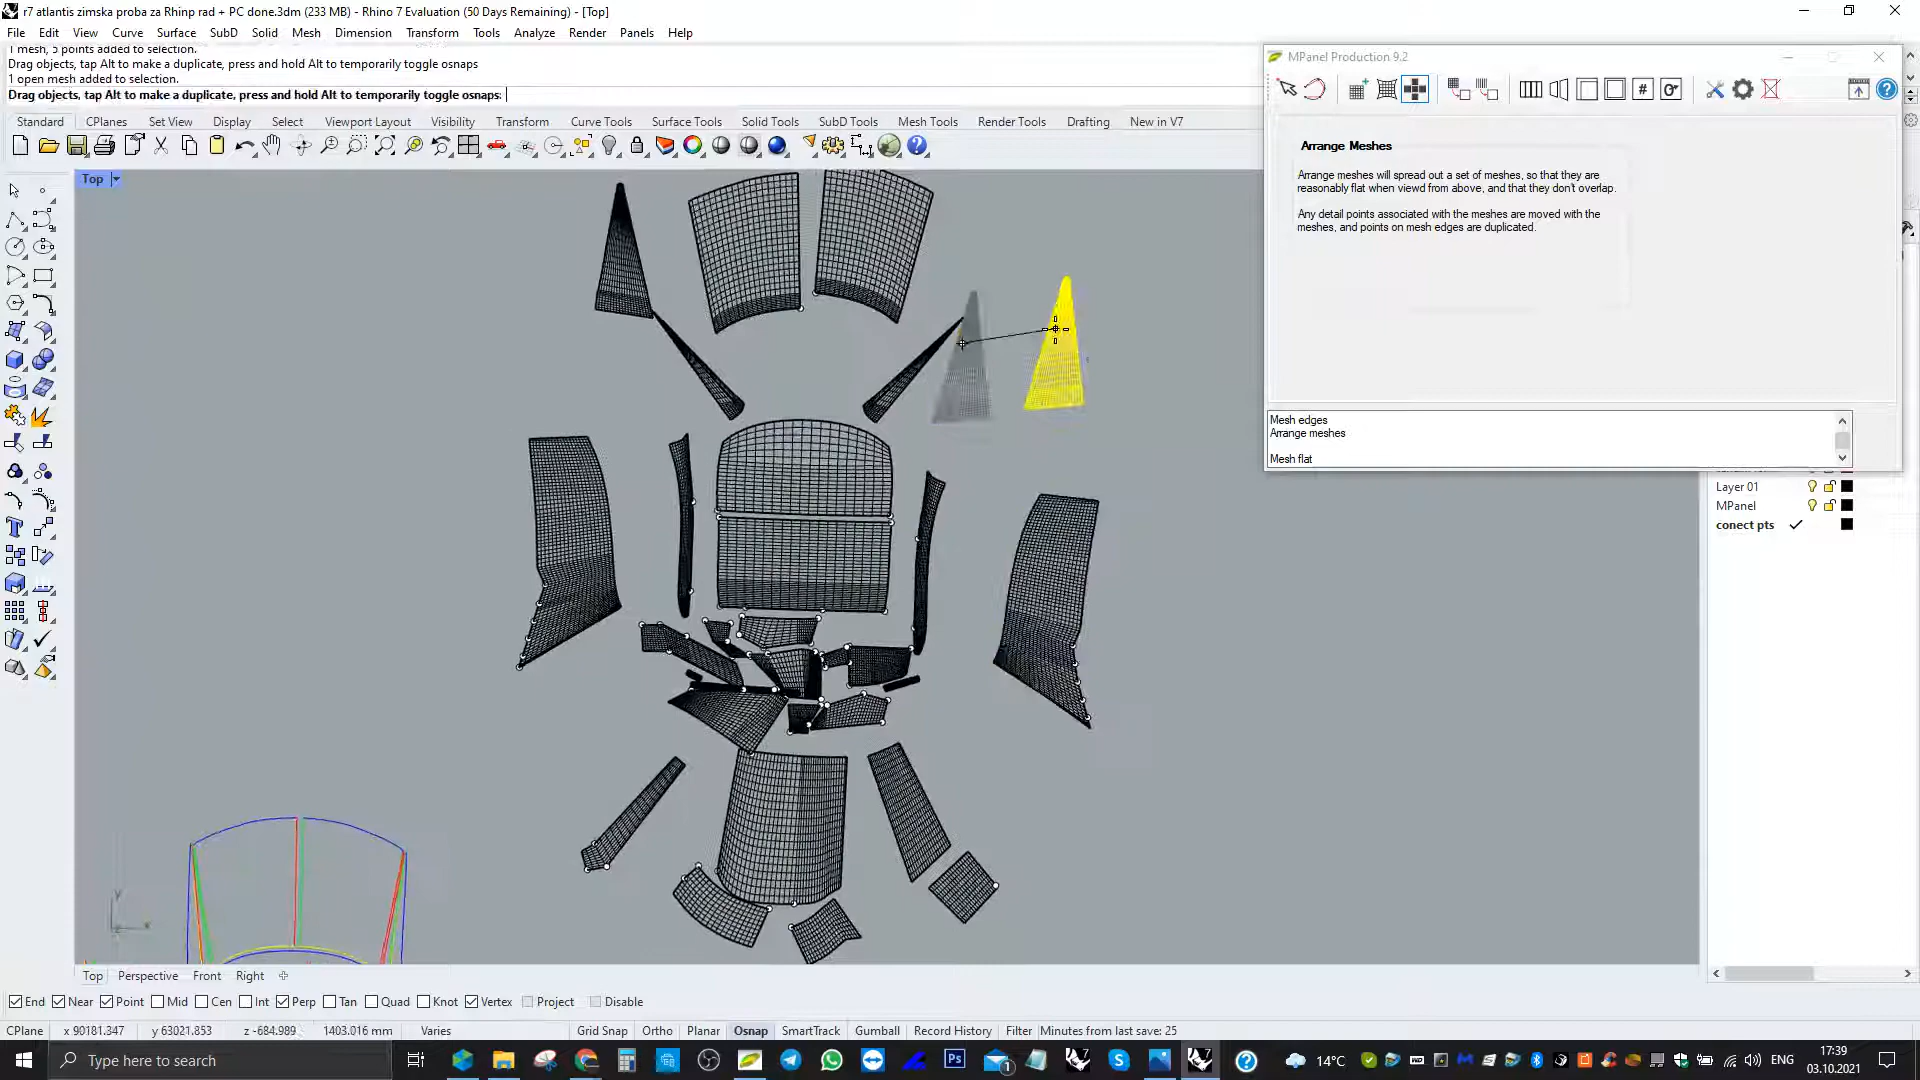 r7 atlantis zimska proba za Rhinp rad + PC done.3dm (233 MB) - Rhino 7 Evaluation (50 Days Remaining) - [Top]
File Edit View Curve Surface SubD Solid Mesh Dimension Transform Tools Analyze Render Panels Help
1 mesh, 5 points added to selection.
Drag objects, tap Alt to make a duplicate, press and hold Alt to temporarily toggle osnaps
1 open mesh added to selection.
Drag objects, tap Alt to make a duplicate, press and hold Alt to temporarily toggle osnaps:
Standard CPlanes Set View Display Select Viewport Layout Visibility Transform Curve Tools Surface Tools Solid Tools SubD Tools Mesh Tools Render Tools Drafting New in V7
Top
MPanel Production 9.2
Arrange Meshes
Arrange meshes will spread out a set of meshes, so that they are
reasonably flat when viewd from above, and that they don't overlap.
Any detail points associated with the meshes are moved with the
meshes, and points on mesh edges are duplicated.
Mesh edges
Arrange meshes
Mesh flat
Layer 01
MPanel
conect pts
Top Perspective Front Right
End Near Point Mid Cen Int Perp Tan Quad Knot Vertex Project Disable
CPlane x 90181.347 y 63021.853 z -684.989 1403.016 mm Varies Grid Snap Ortho Planar Osnap SmartTrack Gumball Record History Filter Minutes from last save: 25
Type here to search
14°C ENG
17:39
03.10.2021